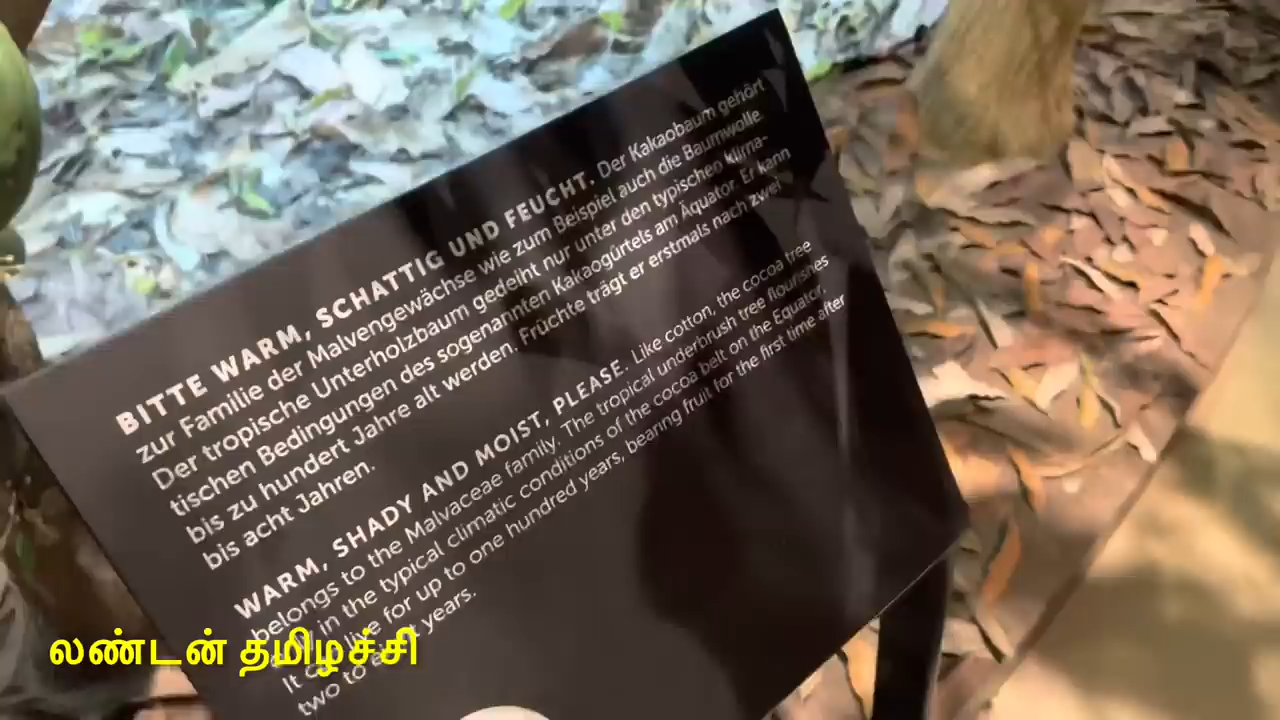 BITTE WARM, SCHATTIG UND FEUCHT. Der Kakaobaum gehört
zur Familie der Malvengewächse wie zum Beispiel auch die Baumwolle.
Der tropische Unterholzbaum gedeiht nur unter den typischen klima-
tischen Bedingungen des sogenannten Kakaogürtels am Äquator. Er kann
bis zu hundert Jahre alt werden. Früchte trägt er erstmals nach zwei
bis acht Jahren.
WARM, SHADY AND MOIST, PLEASE. Like cotton, the cocoa tree
belongs to the Malvaceae family. The tropical underbrush tree flourishes
in the typical climatic conditions of the cocoa belt on the Equator.
It live for up to one hundred years, bearing fruit for the first time after
two to years.
லண்டன் தமிழச்சி